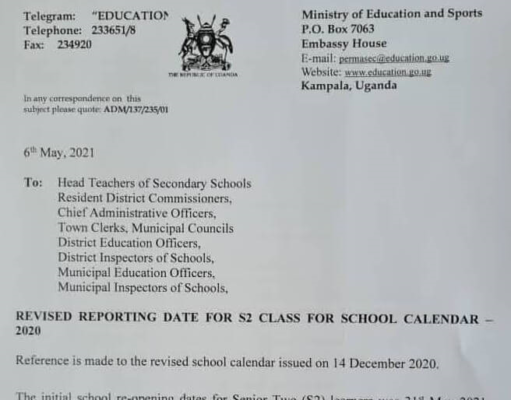 Telegram: "EDUCATION
Telephone: 233651/8
Fax: 234920
THE REPUBLIC OF UGANDA
Ministry of Education and Sports
P.O. Box 7063
Embassy House
E-mail: permasec@education.go.ug
Website: www.education.go.ug
Kampala, Uganda
In any correspondence on this
subject please quote: ADM/137/235/01
6th May, 2021
To: Head Teachers of Secondary Schools
Resident District Commissioners,
Chief Administrative Officers,
Town Clerks, Municipal Councils
District Education Officers,
District Inspectors of Schools,
Municipal Education Officers,
Municipal Inspectors of Schools,
REVISED REPORTING DATE FOR S2 CLASS FOR SCHOOL CALENDAR –
2020
Reference is made to the revised school calendar issued on 14 December 2020.
The initial school re-opening dates for Senior Two (S2) learners was 31st May 2021